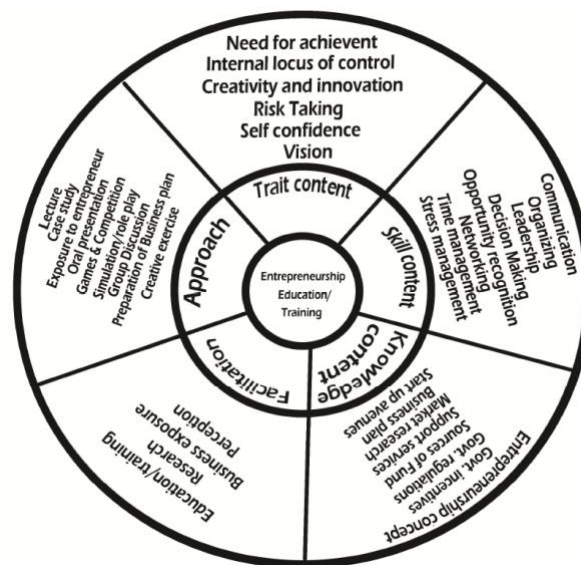 Need for achievent
Internal locus of control
Creativity and innovation
Risk Taking
Self confidence
Vision
Trait content
Communication
Organizing
Leadership
Decision Making
Opportunity recognition
Networking
Time management
Stress management
Skill content
Entrepreneurship concept
Govt. incentives
Govt. regulations
Sources of Fund
Support services
Market research
Business plan
Start up avenues
Knowledge
content
Education/training
Research
Business exposure
Perception
Facilitation
Lecture
Case study
Exposure to entrepreneur
Oral presentation
Games & Competition
Simulation/role play
Group Discussion
Preparation of Business plan
Creative exercise
Approach
Entrepreneurship
Education/
Training